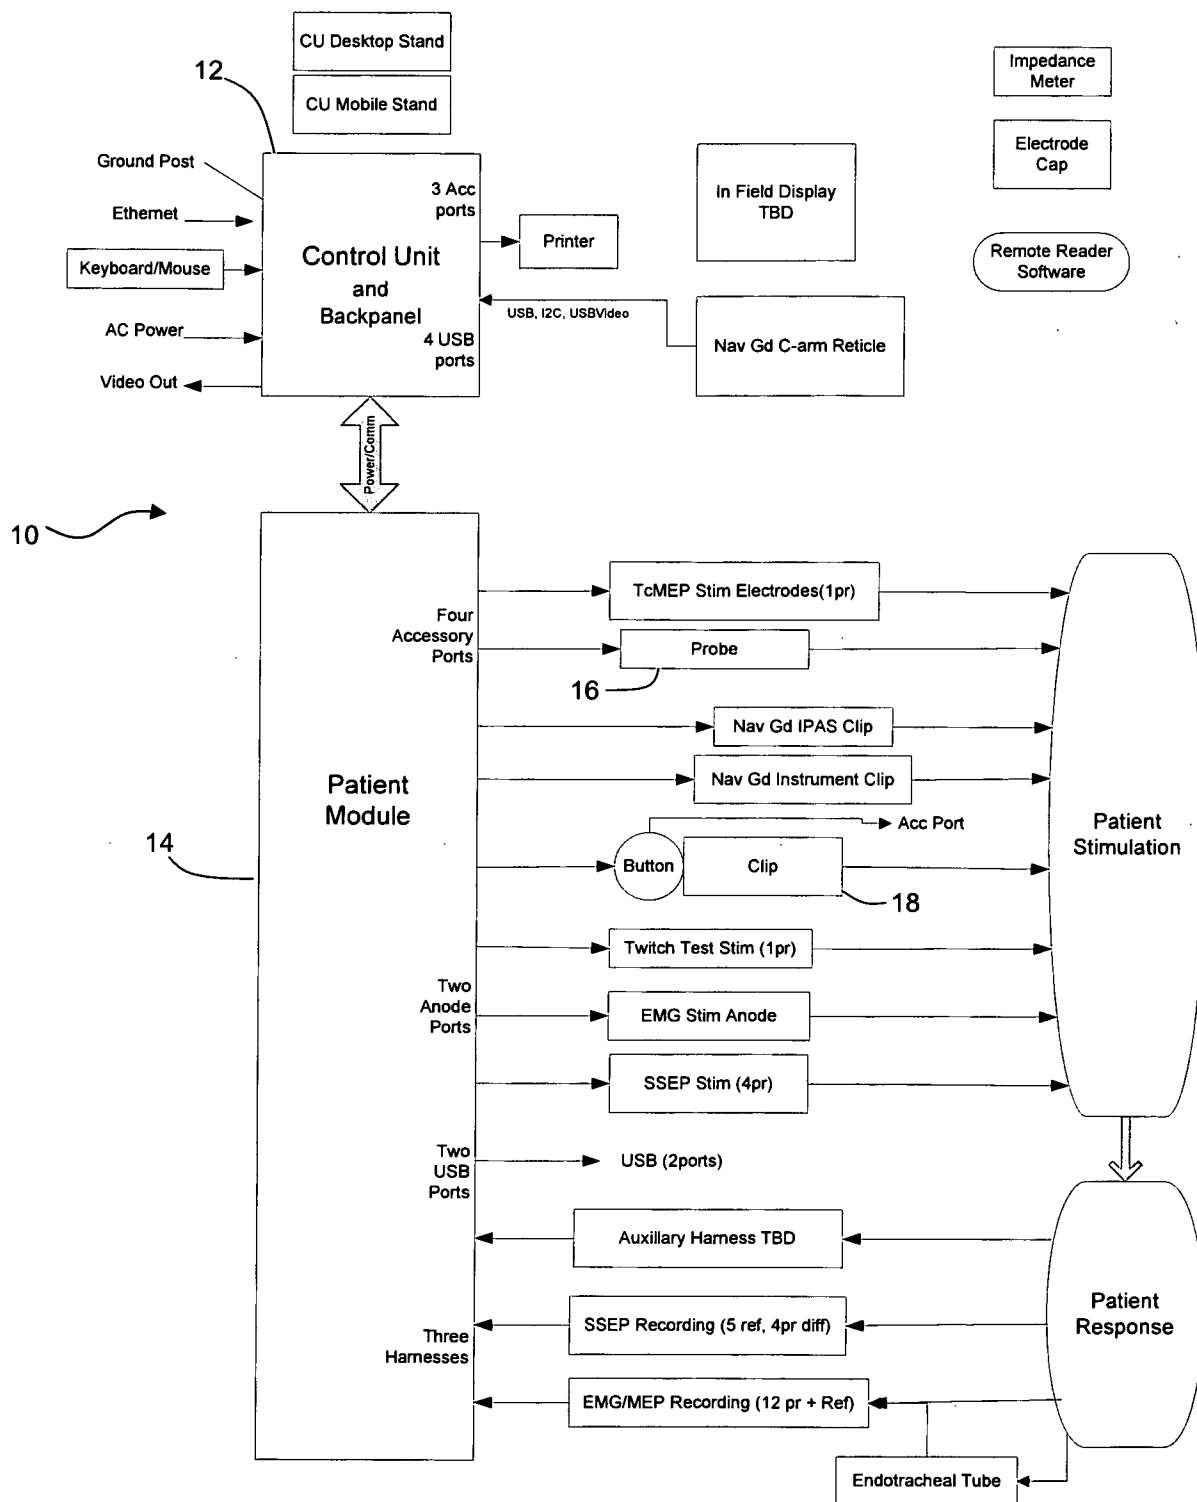 CU Desktop Stand
CU Mobile Stand
12
Impedance
Meter
Electrode
Cap
Remote Reader
Software
In Field Display
TBD
Ground Post
Ethernet
Keyboard/Mouse
AC Power
Video Out
3 Acc
ports
Control Unit
and
Backpanel
4 USB
ports
Printer
USB, I2C, USBVideo
Nav Gd C-arm Reticle
Power/Comm
10
Patient
Module
14
Four
Accessory
Ports
TcMEP Stim Electrodes(1pr)
Probe
16
Nav Gd IPAS Clip
Nav Gd Instrument Clip
Acc Port
Button
Clip
18
Patient
Stimulation
Twitch Test Stim (1pr)
Two
Anode
Ports
EMG Stim Anode
SSEP Stim (4pr)
Two
USB
Ports
USB (2ports)
Auxillary Harness TBD
SSEP Recording (5 ref, 4pr diff)
Three
Harnesses
EMG/MEP Recording (12 pr + Ref)
Patient
Response
Endotracheal Tube